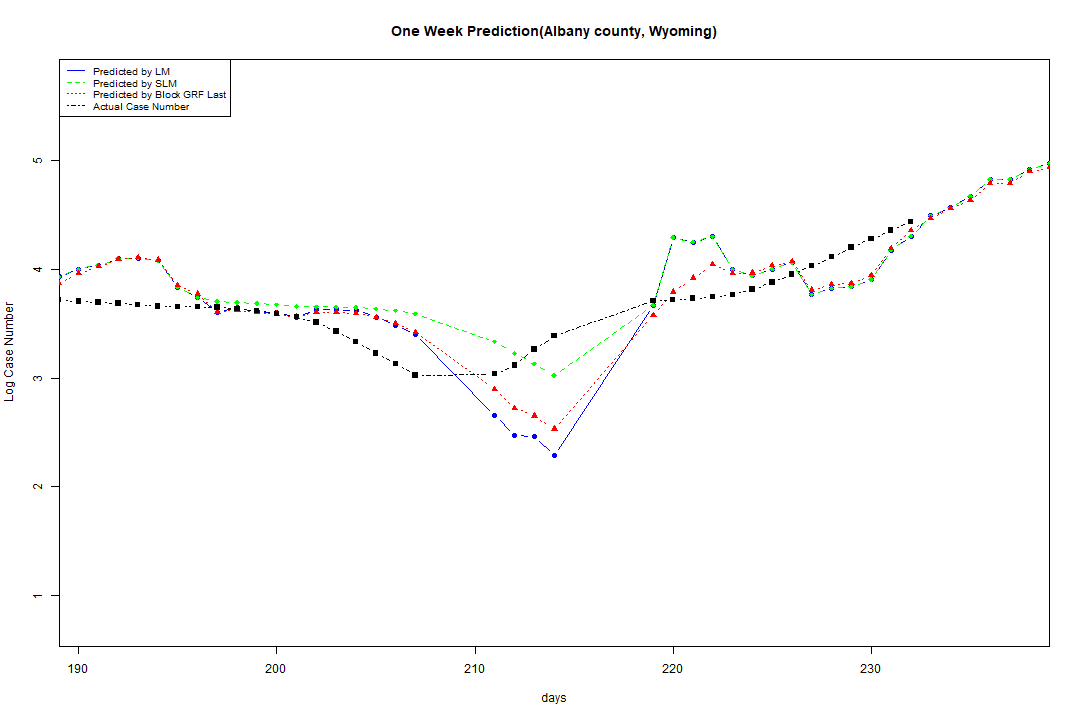 One Week Prediction(Albany county, Wyoming)
Predicted by LM
Predicted by SLM
Predicted by Block GRF Last
Actual Case Number
5
4
3
2
1
Log Case Number
190 200 210 220 230
days